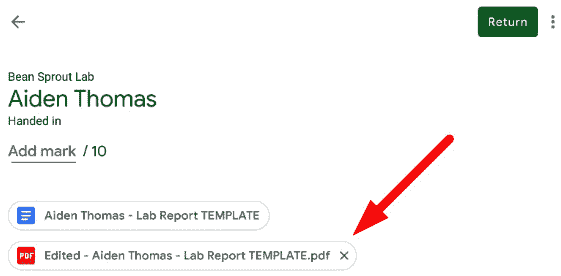 Return
Bean Sprout Lab
Aiden Thomas
Handed in
Add mark / 10
Aiden Thomas - Lab Report TEMPLATE
PDF Edited - Aiden Thomas - Lab Report TEMPLATE.pdf